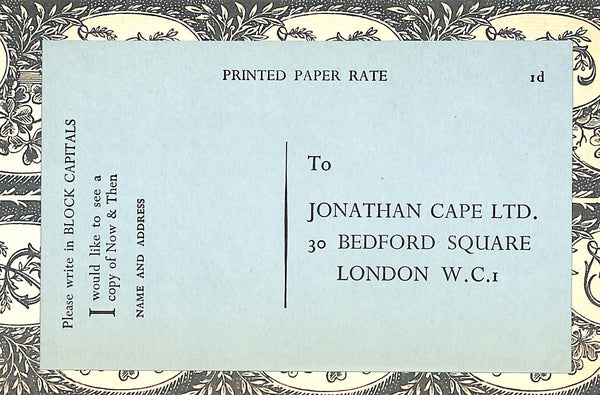 PRINTED PAPER RATE 1d
Please write in BLOCK CAPITALS
I would like to see a
copy of Now & Then
NAME AND ADDRESS
To
JONATHAN CAPE LTD.
30 BEDFORD SQUARE
LONDON W.C.1